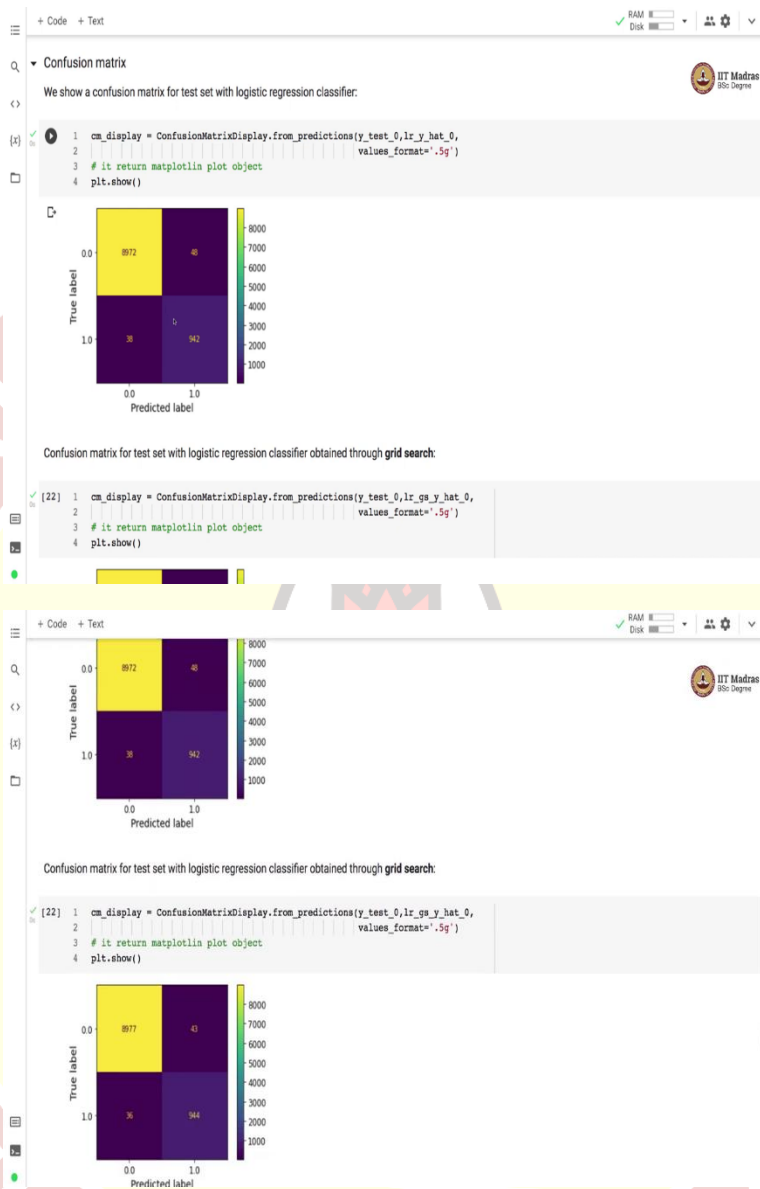 + Code + Text
RAM
Disk
Confusion matrix
IIT Madras
BSc Degree
We show a confusion matrix for test set with logistic regression classifier:
1 cm_display = ConfusionMatrixDisplay.from_predictions(y_test_0,lr_y_hat_0,
2 values_format='.5g')
3 # it return matplotlin plot object
4 plt.show()
8000
0.0 8972 48
7000
6000
5000
True label
4000
3000
1.0 38 942
2000
1000
0.0 1.0
Predicted label
Confusion matrix for test set with logistic regression classifier obtained through grid search:
[22] 1 cm_display = ConfusionMatrixDisplay.from_predictions(y_test_0,lr_gs_y_hat_0,
2 values_format='.5g')
3 # it return matplotlin plot object
4 plt.show()
+ Code + Text
RAM
Disk
8000
0.0 8972 48
7000
IIT Madras
BSc Degree
6000
5000
True label
4000
3000
1.0 38 942
2000
1000
0.0 1.0
Predicted label
Confusion matrix for test set with logistic regression classifier obtained through grid search:
[22] 1 cm_display = ConfusionMatrixDisplay.from_predictions(y_test_0,lr_gs_y_hat_0,
2 values_format='.5g')
3 # it return matplotlin plot object
4 plt.show()
8000
0.0 8977 43
7000
6000
5000
True label
4000
3000
1.0 36 944
2000
1000
0.0 1.0
Predicted label